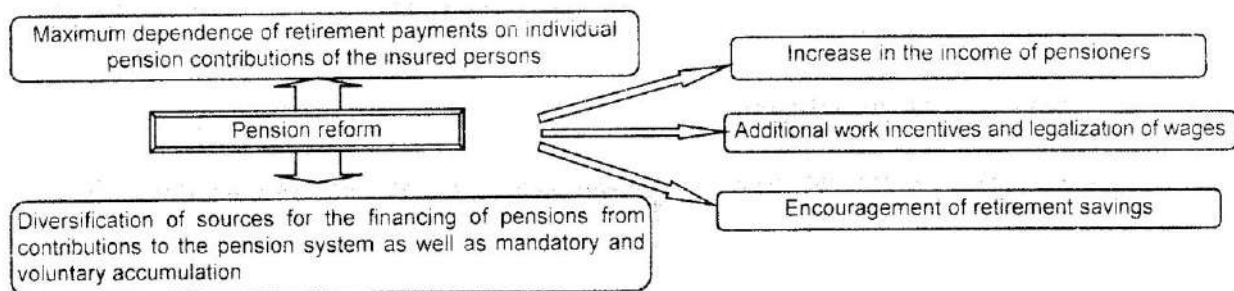 Maximum dependence of retirement payments on individual
pension contributions of the insured persons
Pension reform
Diversification of sources for the financing of pensions from
contributions to the pension system as well as mandatory and
voluntary accumulation
Increase in the income of pensioners
Additional work incentives and legalization of wages
Encouragement of retirement savings